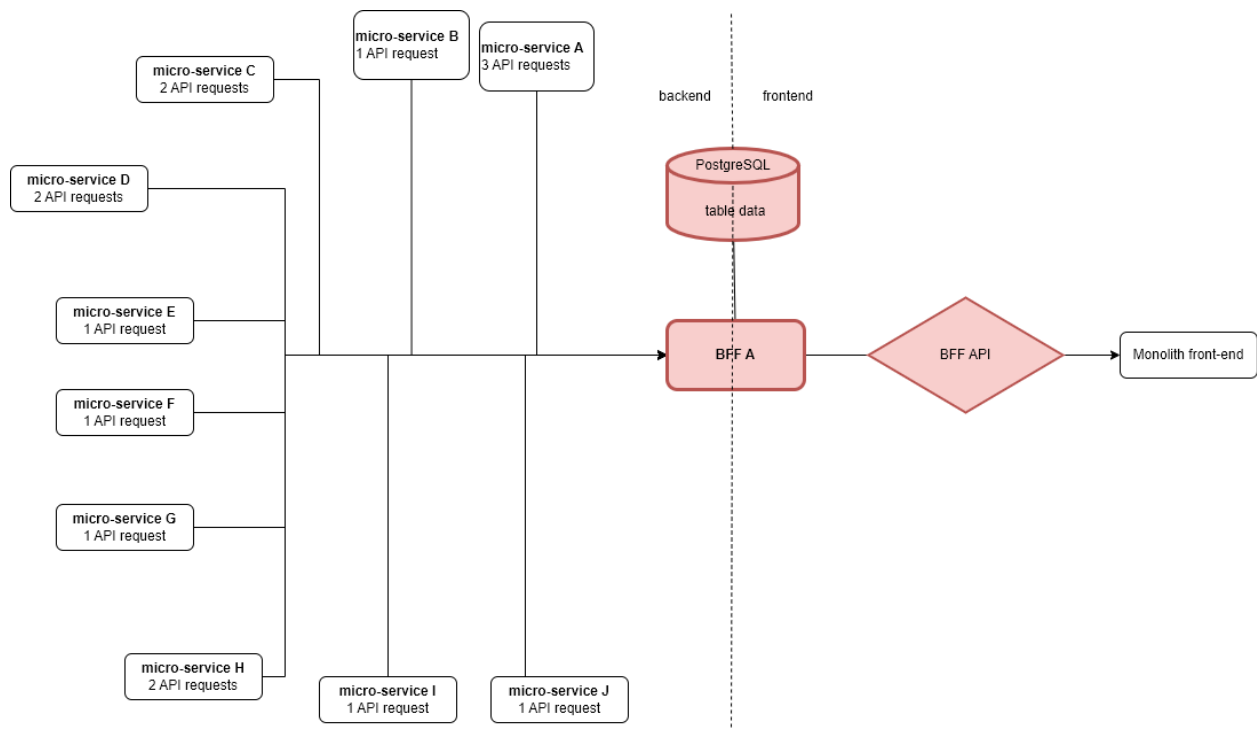 micro-service B
1 API request
micro-service A
3 API requests
micro-service C
2 API requests
backend
frontend
PostgreSQL
table data
micro-service D
2 API requests
micro-service E
1 API request
BFF A
BFF API
Monolith front-end
micro-service F
1 API request
micro-service G
1 API request
micro-service H
2 API requests
micro-service I
1 API request
micro-service J
1 API request